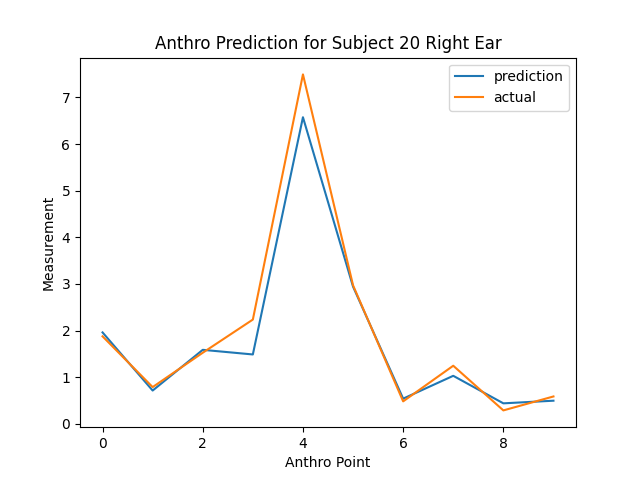 Anthro Prediction for Subject 20 Right Ear
prediction
actual
7
6
5
4
3
2
1
0
Measurement
0 2 4 6 8
Anthro Point